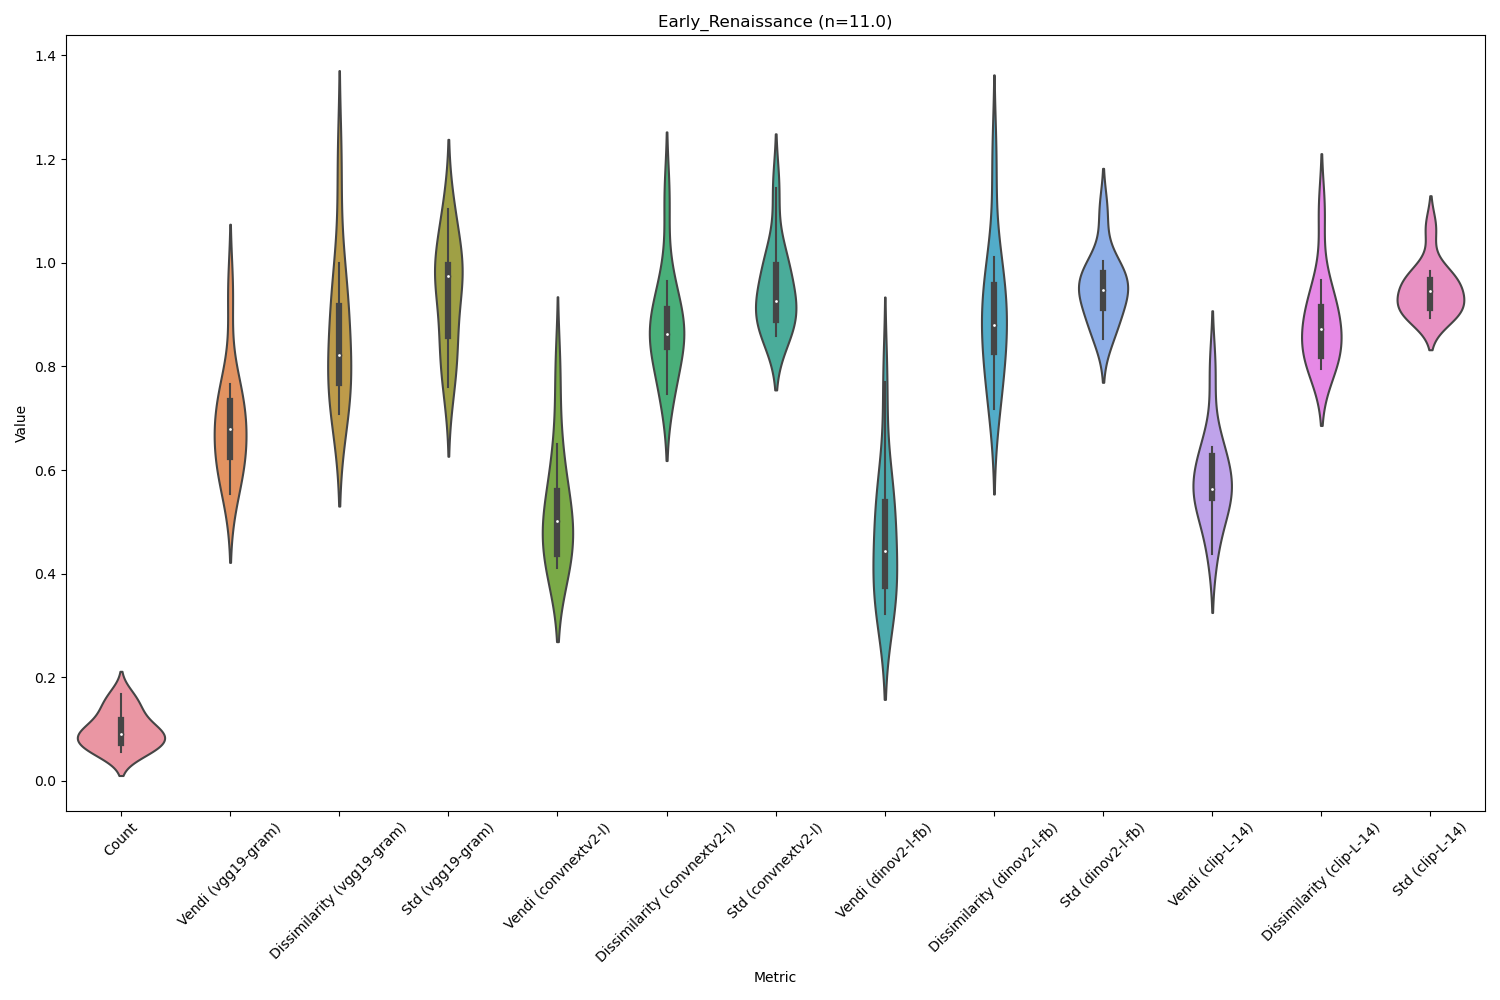 Early_Renaissance (n=11.0)
1.4
1.2
1.0
0.8
0.6
0.4
0.2
0.0
Value
Count
Vendi (vgg19-gram)
Dissimilarity (vgg19-gram)
Std (vgg19-gram)
Vendi (convnextv2-l)
Dissimilarity (convnextv2-l)
Std (convnextv2-l)
Vendi (dinov2-l-fb)
Dissimilarity (dinov2-l-fb)
Std (dinov2-l-fb)
Vendi (clip-L-14)
Dissimilarity (clip-L-14)
Std (clip-L-14)
Metric